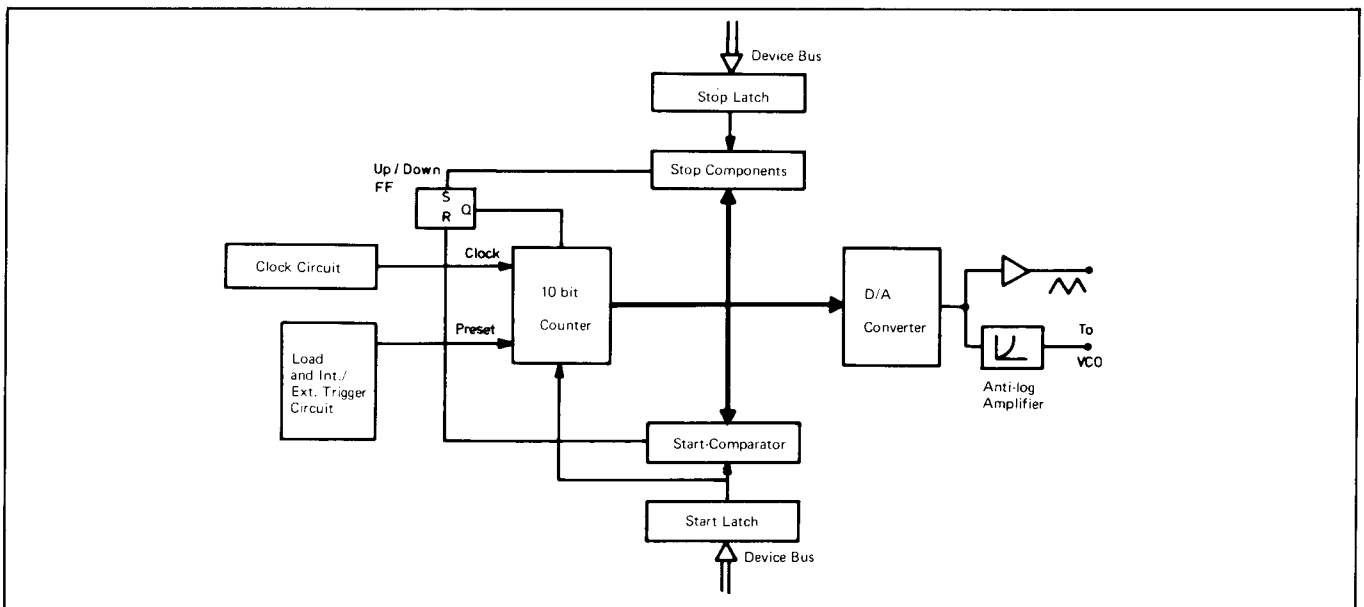 Device Bus
Stop Latch
Stop Components
Up / Down
FF
S
R
Q
Clock Circuit
Clock
10 bit
Counter
Preset
Load
and Int./
Ext. Trigger
Circuit
D/A
Converter
To
VCO
Anti-log
Amplifier
Start-Comparator
Start Latch
Device Bus